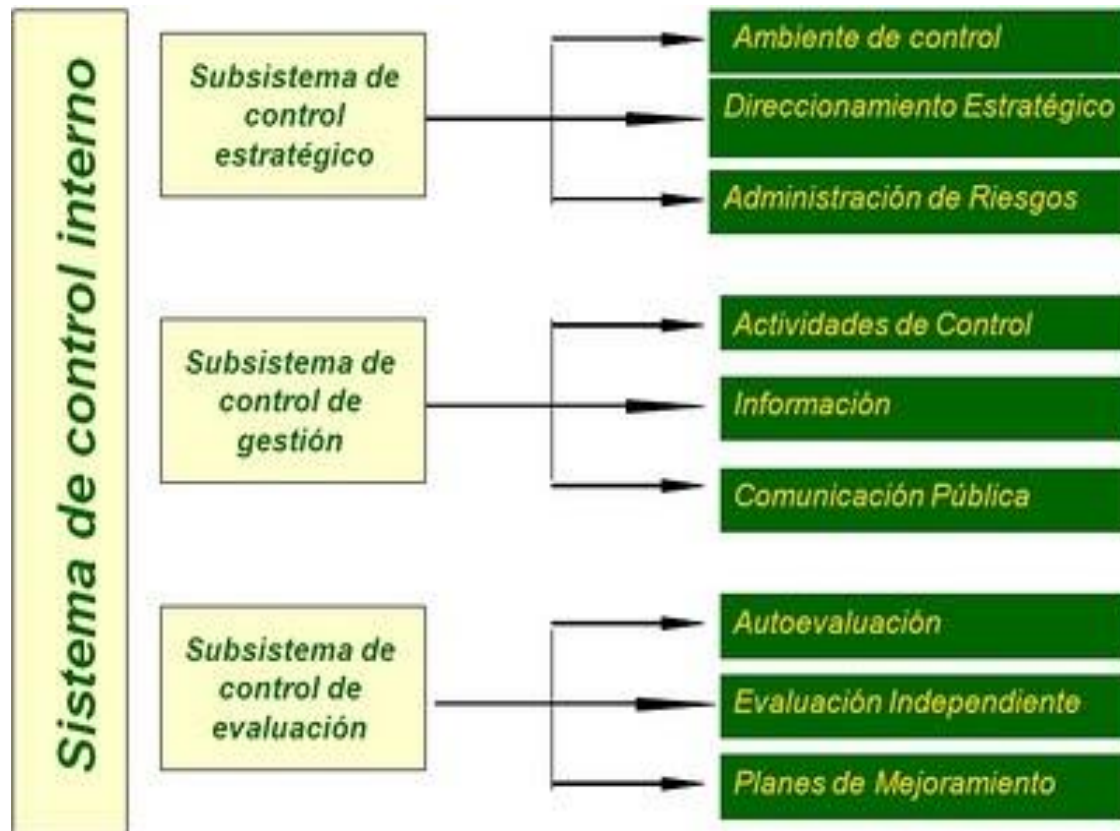 Sistema de control interno
Subsistema de
control
estratégico
Ambiente de control
Direccionamiento Estratégico
Administración de Riesgos
Subsistema de
control de
gestión
Actividades de Control
Información
Comunicación Pública
Subsistema de
control de
evaluación
Autoevaluación
Evaluación Independiente
Planes de Mejoramiento